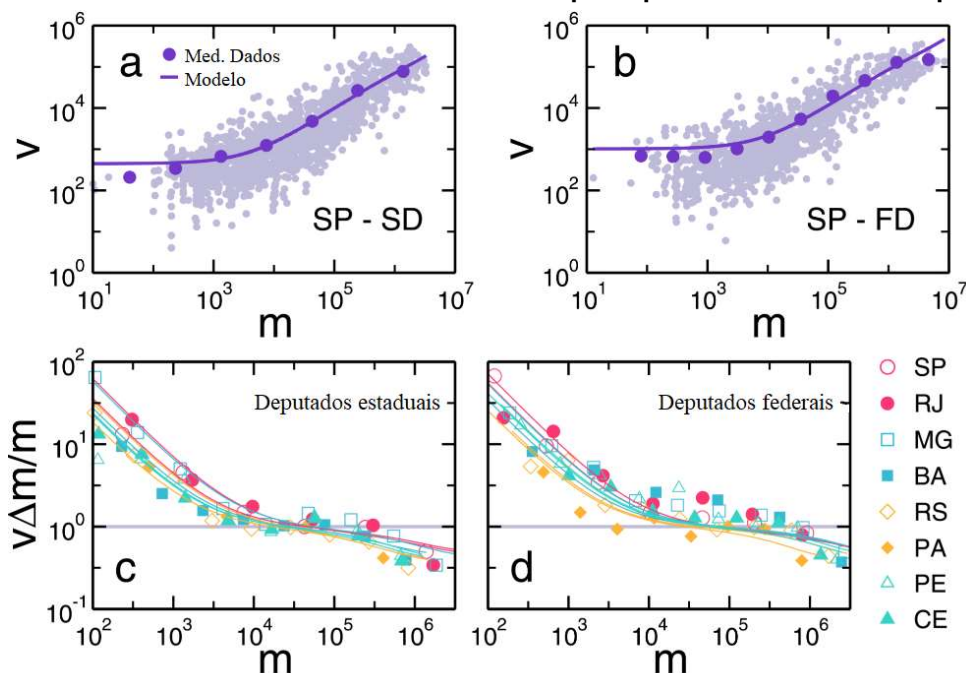 a
Med. Dados
Modelo
v
10^6
10^4
10^2
10^0
SP - SD
10^1 10^3 10^5 10^7
m
b
v
10^6
10^4
10^2
10^0
SP - FD
10^1 10^3 10^5 10^7
m
vΔm/m
10^2
10^1
10^0
10^-1
Deputados estaduais
c
10^2 10^3 10^4 10^5 10^6
m
Deputados federais
d
10^2 10^3 10^4 10^5 10^6
m
SP
RJ
MG
BA
RS
PA
PE
CE